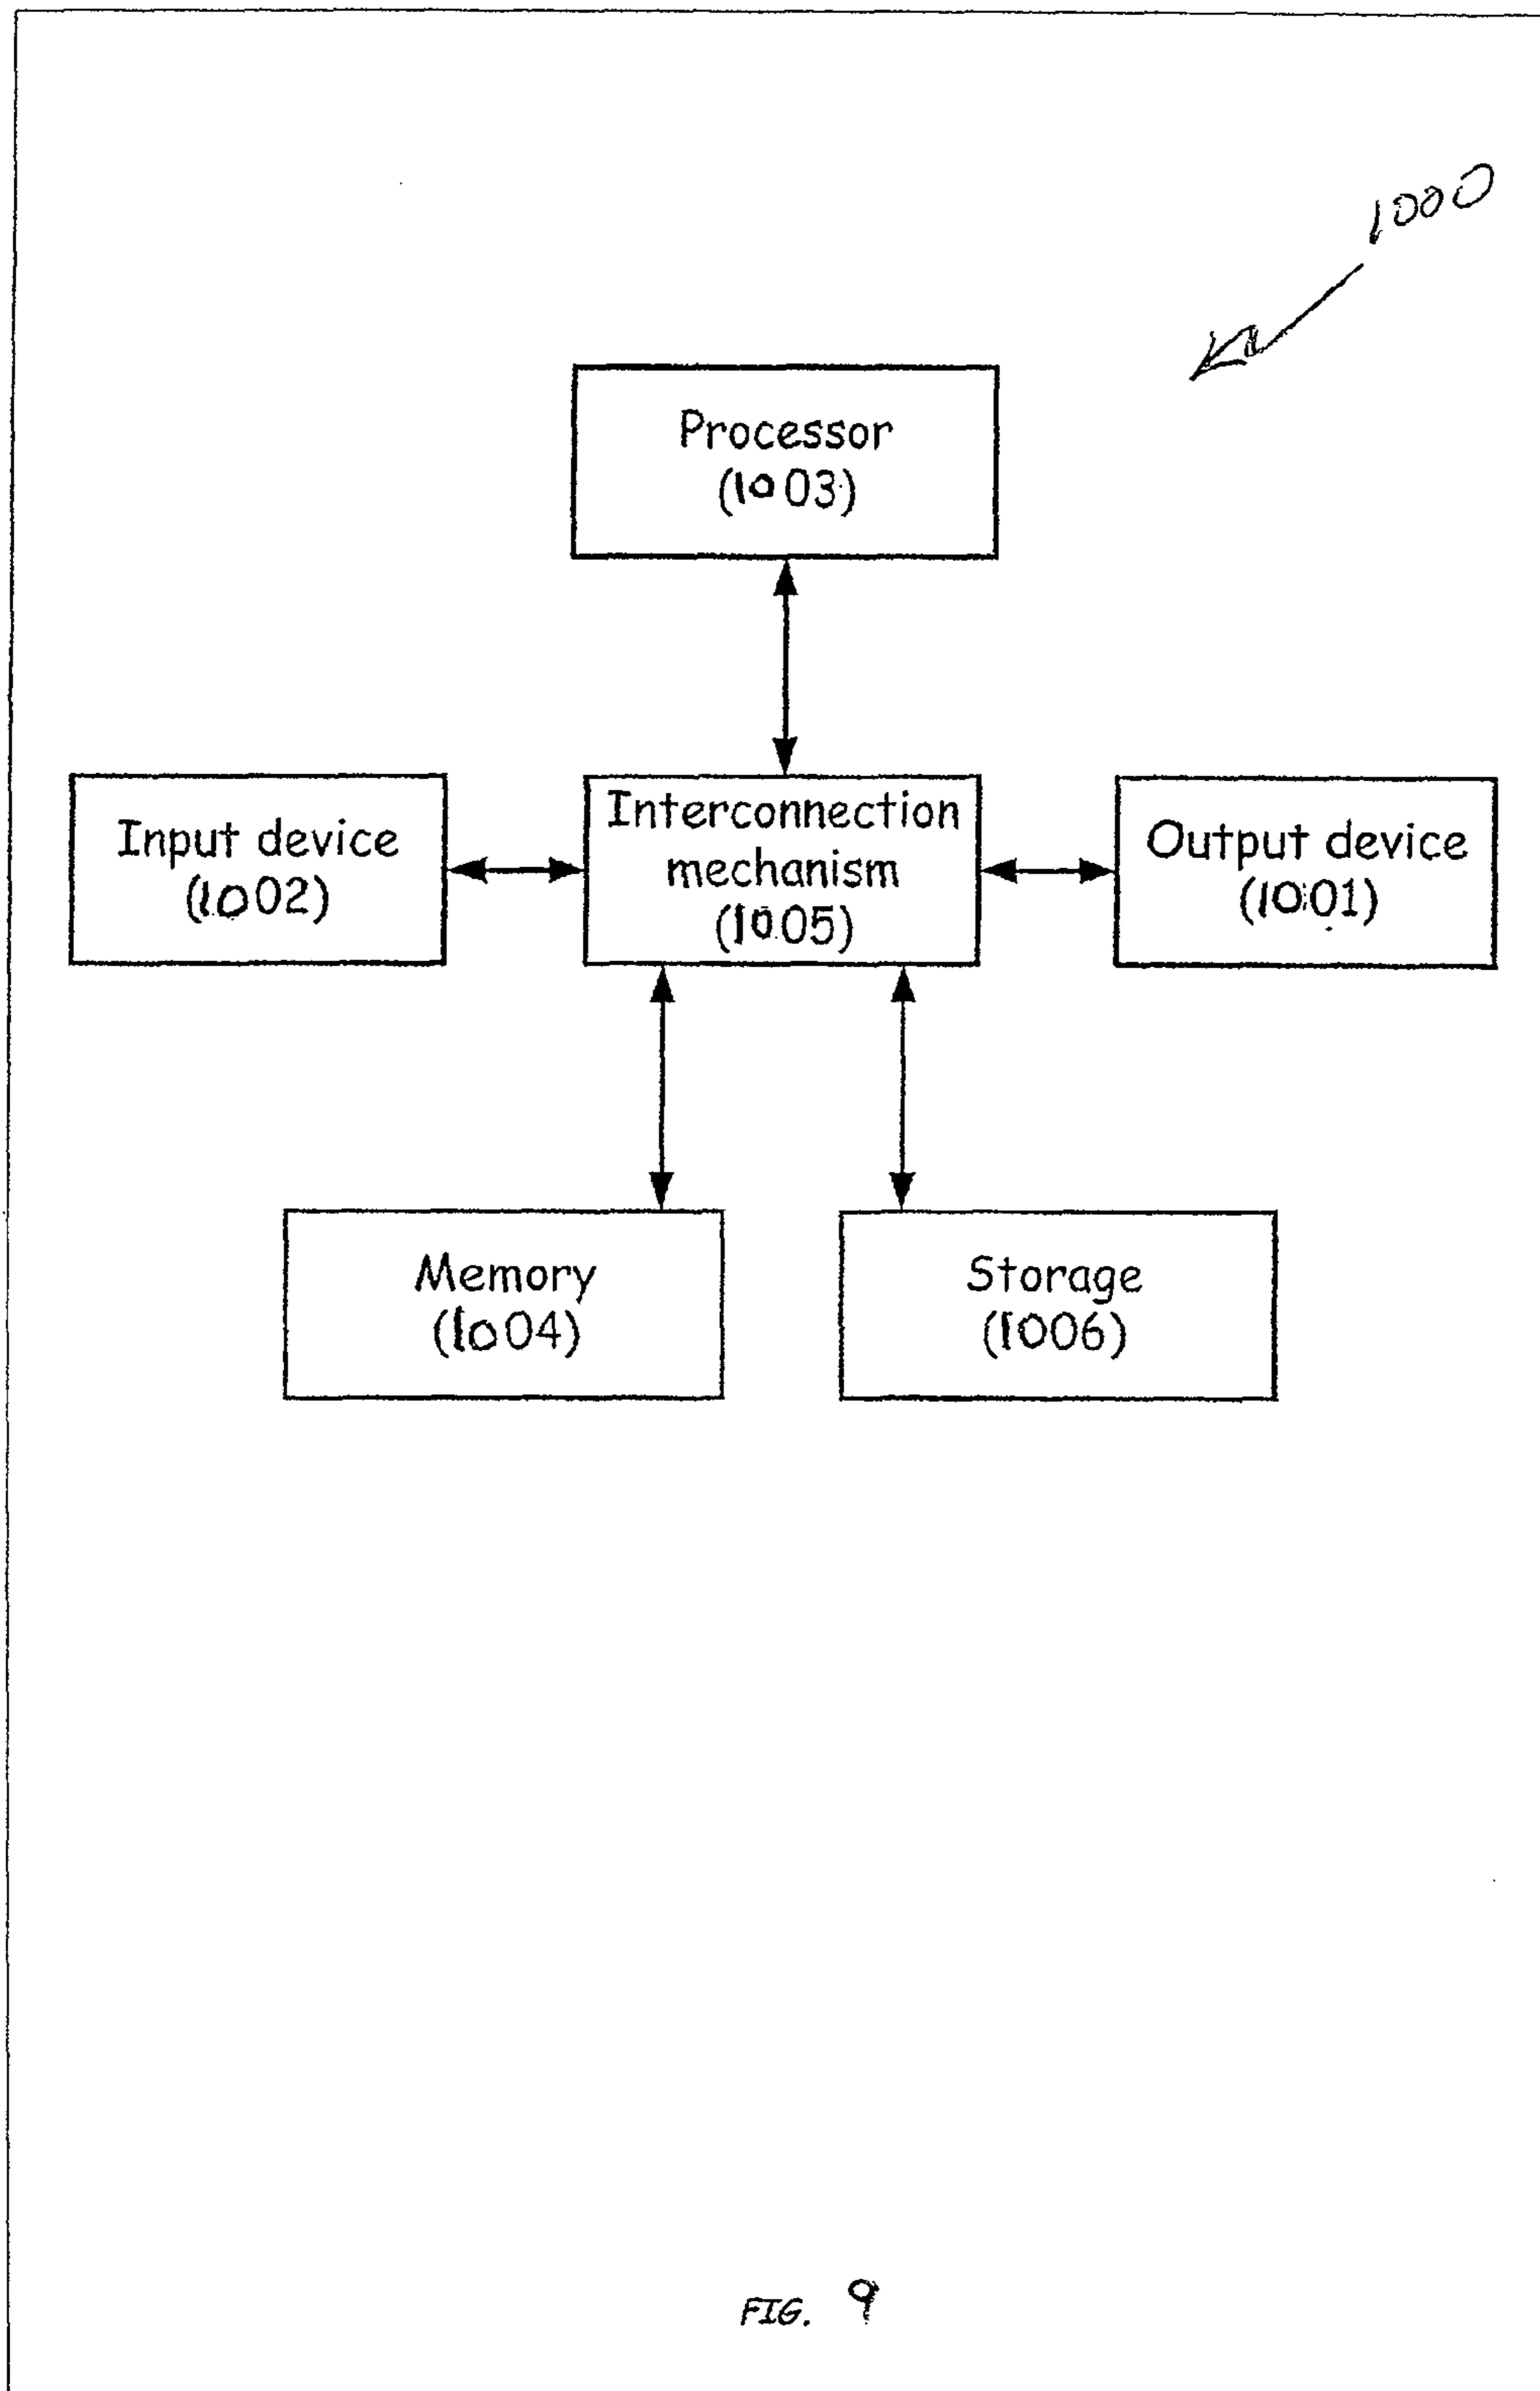 1000
Processor
(1003)
Input device
(1002)
Interconnection
mechanism
(1005)
Output device
(1001)
Memory
(1004)
Storage
(1006)
FIG. 9